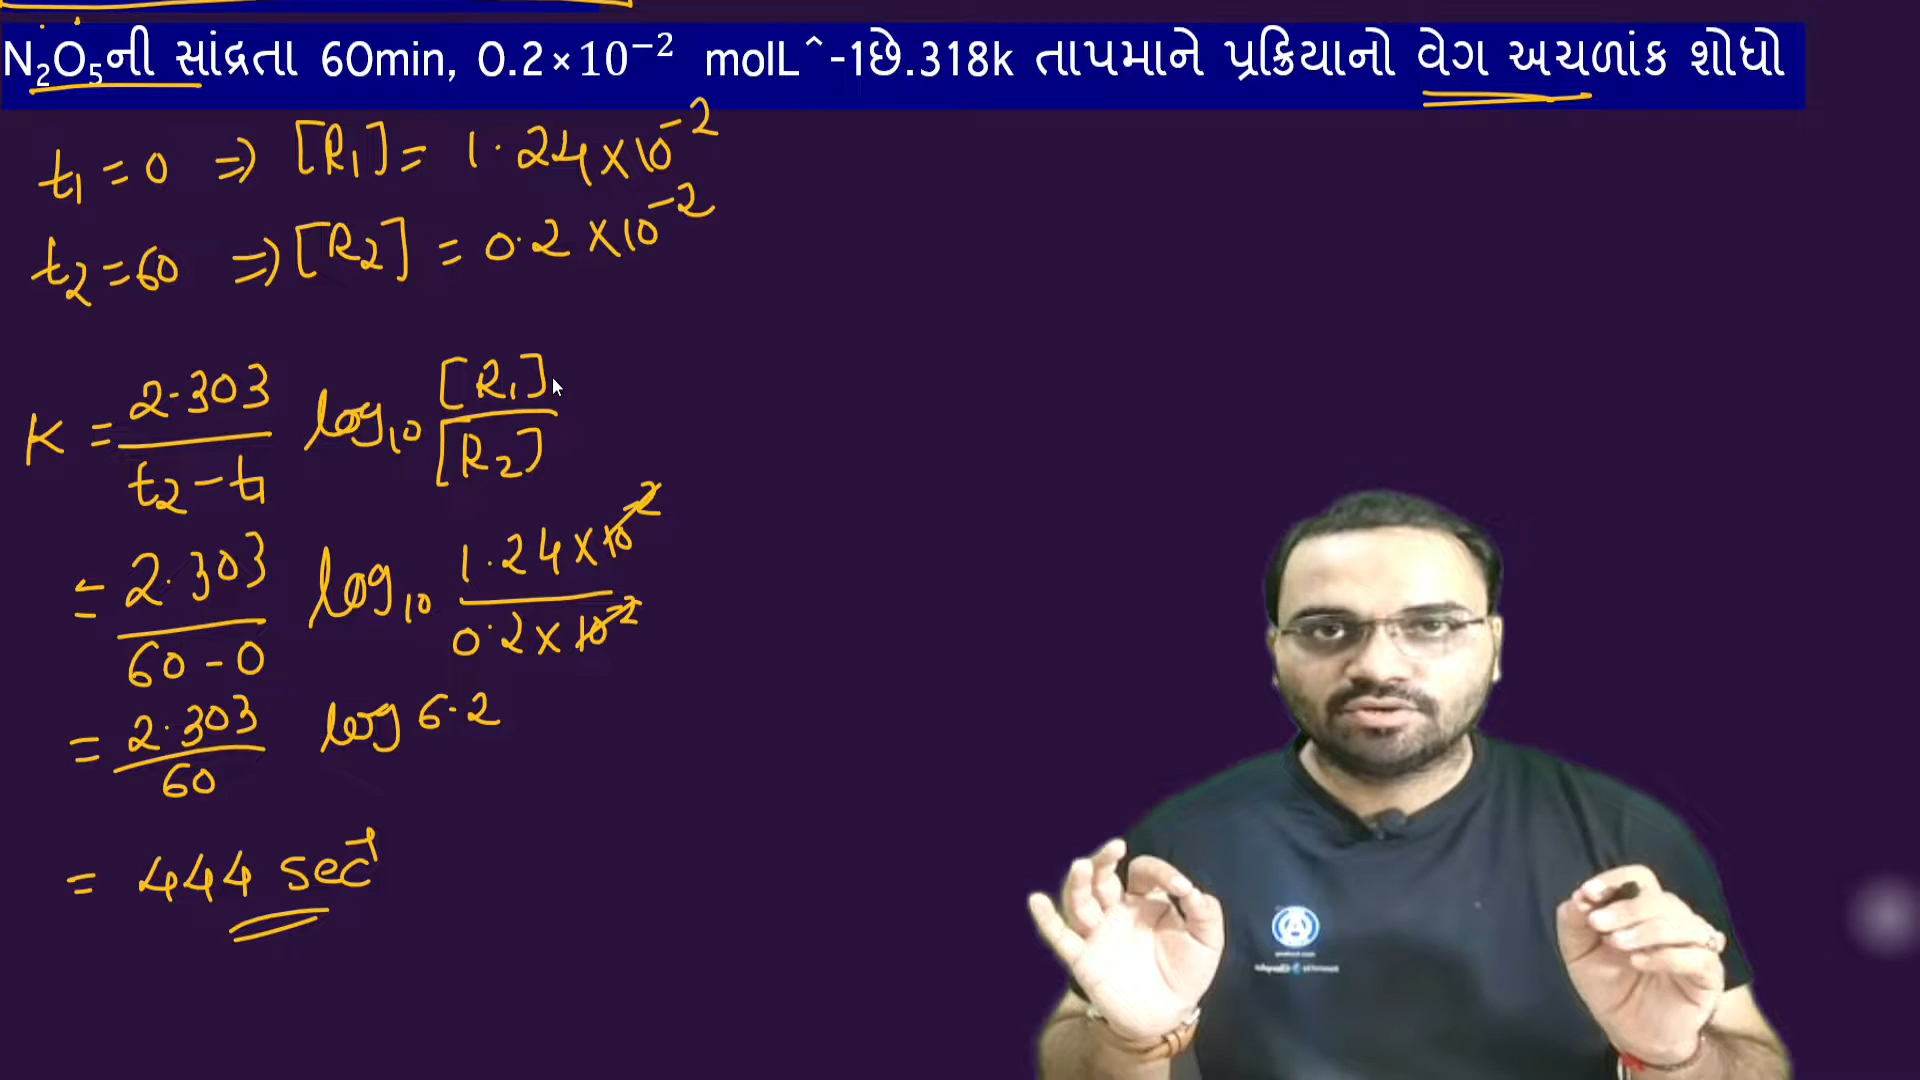 N₂O₅ની સાંદ્રતા 60min, 0.2×10⁻² molL^-1છે.318k તાપમાને પ્રક્રિયાનો વેગ અચળાંક શોધો
t₁ = 0 ⇒ [R₁] = 1.24×10⁻²
t₂ = 60 ⇒ [R₂] = 0.2×10⁻²
K = 2.303/(t₂-t₁) log₁₀ [R₁]/[R₂]
= 2.303/(60-0) log₁₀ (1.24×10⁻²)/(0.2×10⁻²)
= 2.303/60 log 6.2
= 444 sec⁻¹